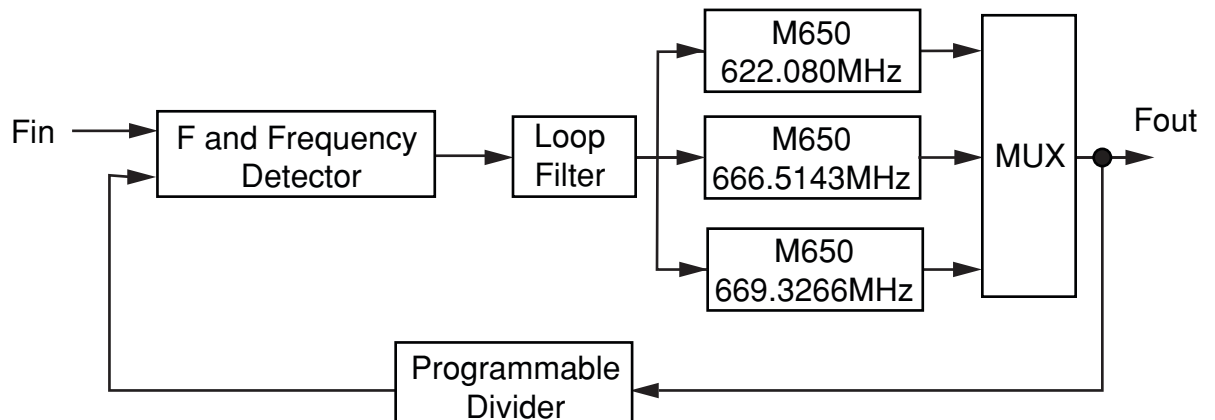 Fin
F and Frequency
Detector
Loop
Filter
M650
622.080MHz
M650
666.5143MHz
M650
669.3266MHz
MUX
Fout
Programmable
Divider